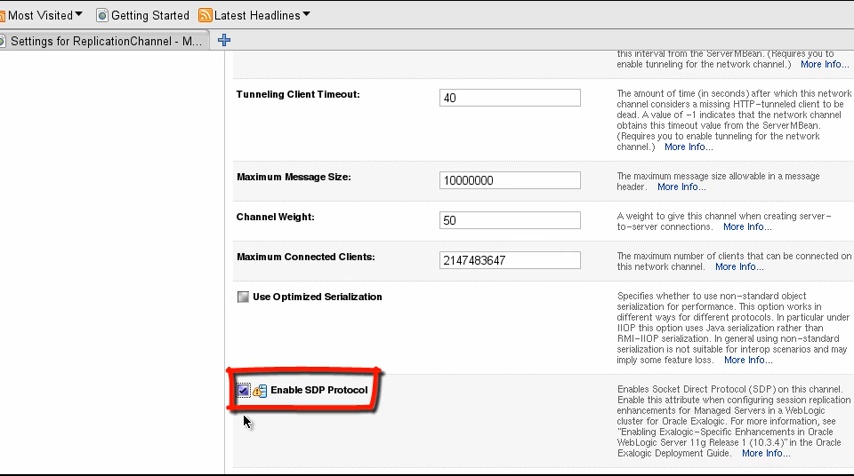 Most Visited Getting Started Latest Headlines
Settings for ReplicationChannel - M...
this interval from the ServerMBean. (Requires you to
enable tunneling for the network channel.) More Info...
Tunneling Client Timeout: 40
The amount of time (in seconds) after which this network
channel considers a missing HTTP-tunneled client to be
dead. A value of -1 indicates that the network channel
obtains this timeout value from the ServerMBean.
(Requires you to enable tunneling for the network
channel.) More Info...
Maximum Message Size: 10000000
The maximum message size allowable in a message
header. More Info...
Channel Weight: 50
A weight to give this channel when creating server-
to-server connections. More Info...
Maximum Connected Clients: 2147483647
The maximum number of clients that can be connected on
this network channel. More Info...
Use Optimized Serialization
Specifies whether to use non-standard object
serialization for performance. This option works in
different ways for different protocols. In particular under
IIOP this option uses Java serialization rather than
RMI-IIOP serialization. In general using non-standard
serialization is not suitable for interop scenarios and may
imply some feature loss. More Info...
Enable SDP Protocol
Enables Socket Direct Protocol (SDP) on this channel.
Enable this attribute when configuring session replication
enhancements for Managed Servers in a WebLogic
cluster for Oracle Exalogic. For more information, see
"Enabling Exalogic-Specific Enhancements in Oracle
WebLogic Server 11g Release 1 (10.3.4)" in the Oracle
Exalogic Deployment Guide. More Info...